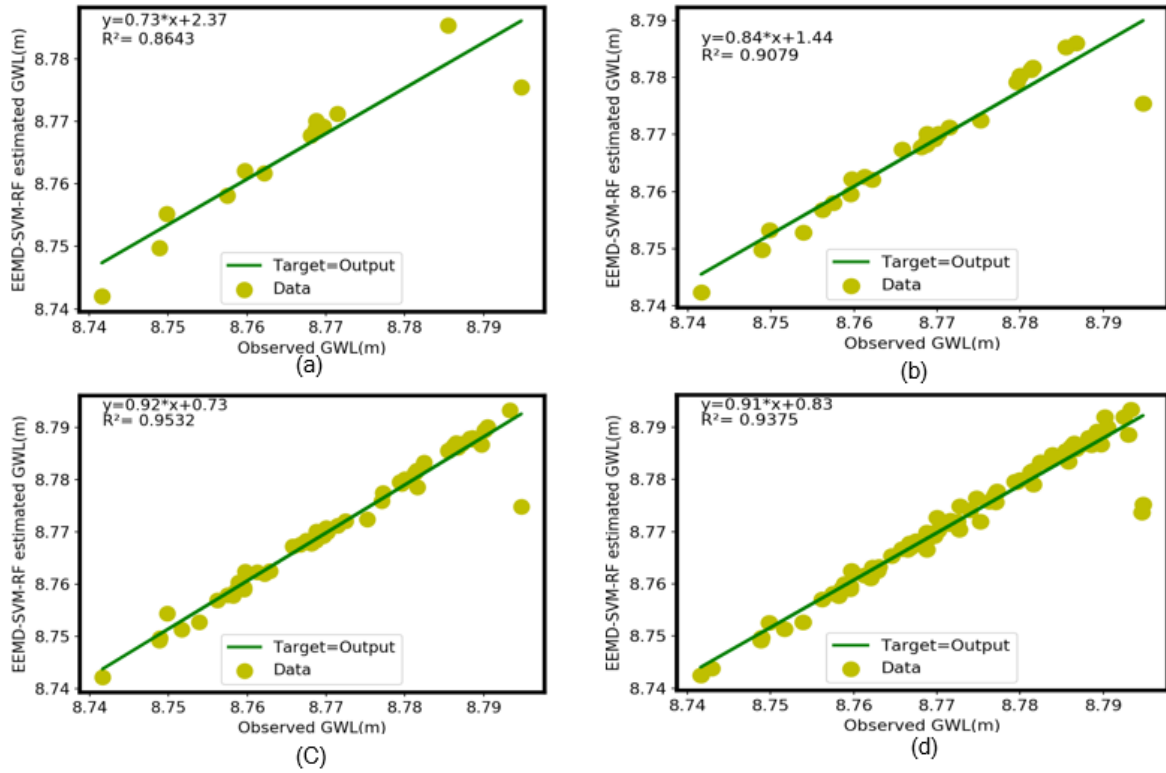 y=0.73*x+2.37
R²= 0.8643
EEMD-SVM-RF estimated GWL(m)
8.78
8.77
8.76
8.75
8.74
Target=Output
Data
8.74 8.75 8.76 8.77 8.78 8.79
Observed GWL(m)
(a)
y=0.84*x+1.44
R²= 0.9079
EEMD-SVM-RF estimated GWL(m)
8.79
8.78
8.77
8.76
8.75
8.74
Target=Output
Data
8.74 8.75 8.76 8.77 8.78 8.79
Observed GWL(m)
(b)
y=0.92*x+0.73
R²= 0.9532
EEMD-SVM-RF estimated GWL(m)
8.79
8.78
8.77
8.76
8.75
8.74
Target=Output
Data
8.74 8.75 8.76 8.77 8.78 8.79
Observed GWL(m)
(C)
y=0.91*x+0.83
R²= 0.9375
EEMD-SVM-RF estimated GWL(m)
8.79
8.78
8.77
8.76
8.75
8.74
Target=Output
Data
8.74 8.75 8.76 8.77 8.78 8.79
Observed GWL(m)
(d)